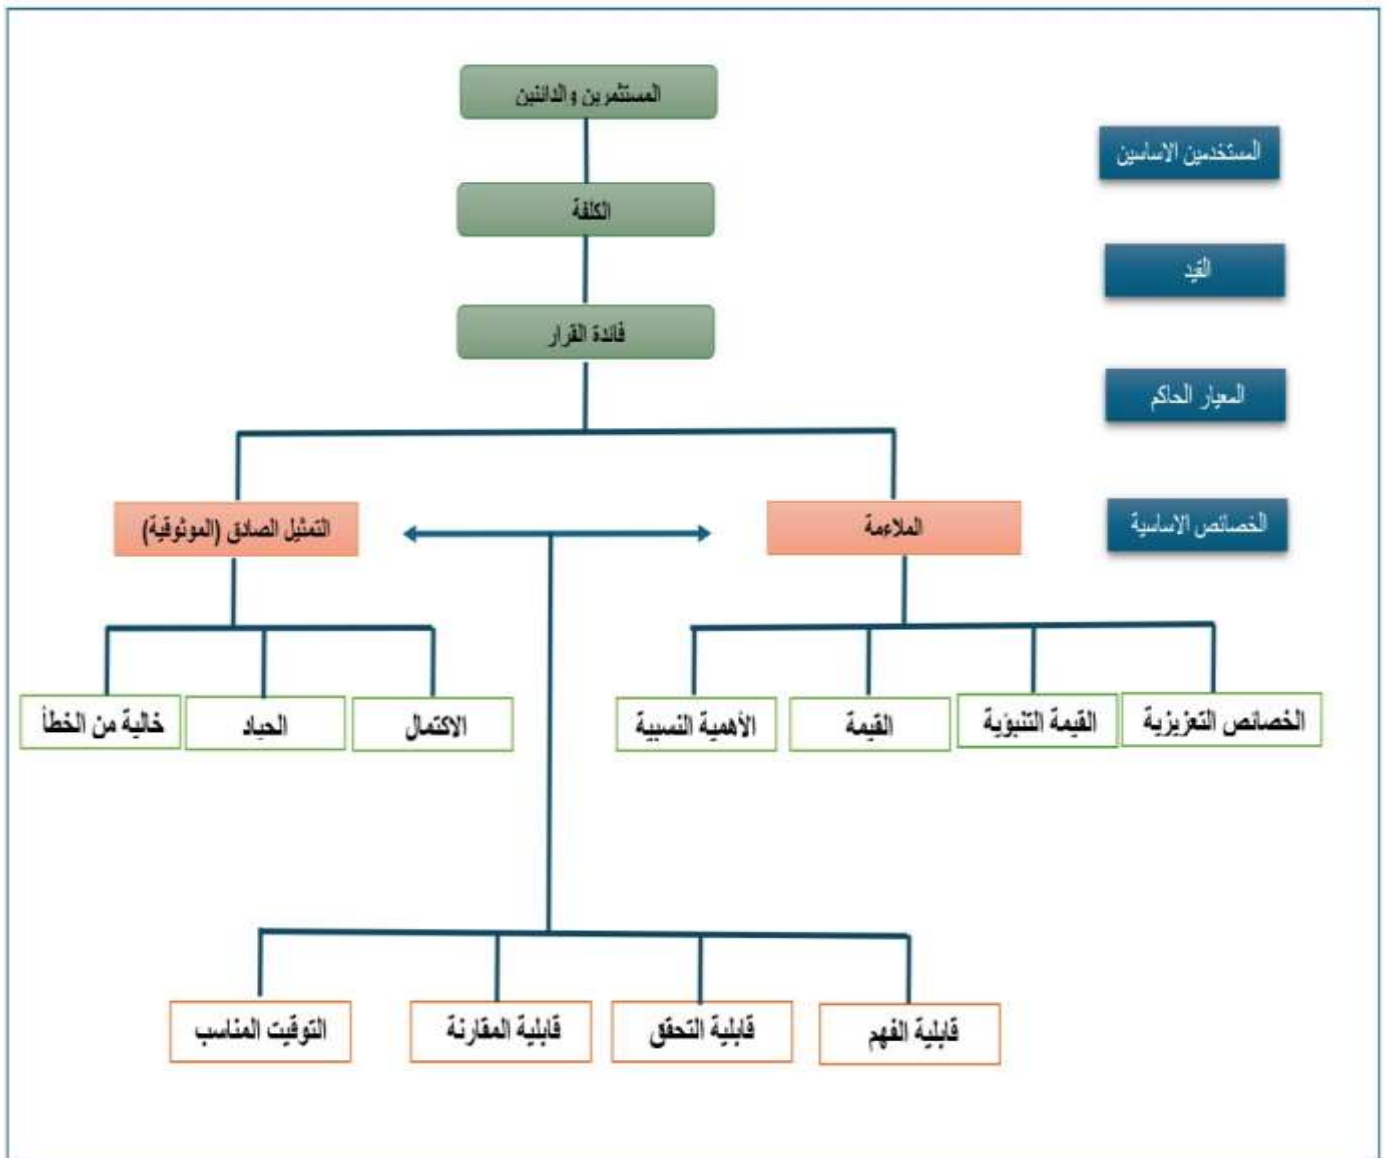 المستثمرين والدائنين
المستخدمين الاساسين
الكلفة
القيد
فائدة القرار
المعيار الحاكم
الخصائص الاساسية
الملاءمة
التمثيل الصادق (الموثوقية)
الخصائص التعزيزية
القيمة التنبؤية
القيمة
الأهمية النسبية
الاكتمال
الحياد
خالية من الخطأ
قابلية الفهم
قابلية التحقق
قابلية المقارنة
التوقيت المناسب